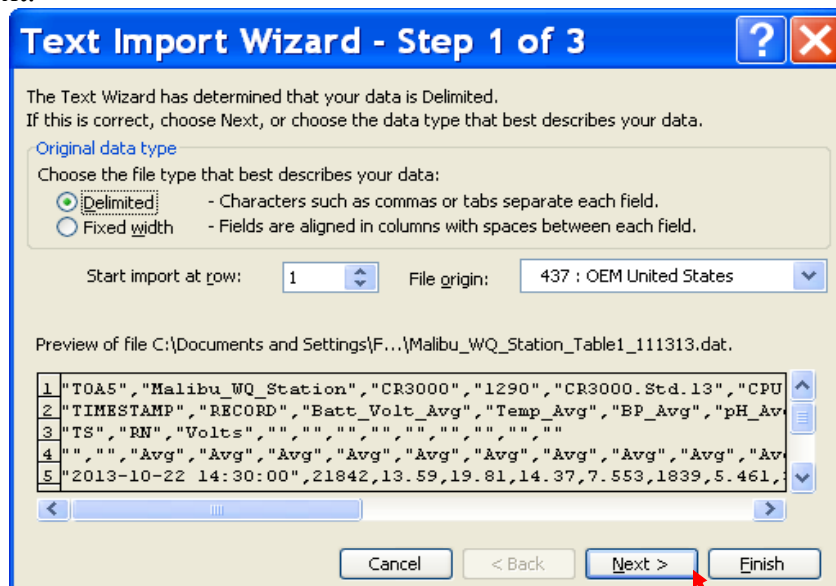 Text Import Wizard - Step 1 of 3
The Text Wizard has determined that your data is Delimited.
If this is correct, choose Next, or choose the data type that best describes your data.
Original data type
Choose the file type that best describes your data:
Delimited - Characters such as commas or tabs separate each field.
Fixed width - Fields are aligned in columns with spaces between each field.
Start import at row: 1 File origin: 437 : OEM United States
Preview of file C:\Documents and Settings\F...\Malibu_WQ_Station_Table1_111313.dat.
1 "TOA5","Malibu_WQ_Station","CR3000","1290","CR3000.Std.13","CPU
2 "TIMESTAMP","RECORD","Batt_Volt_Avg","Temp_Avg","BP_Avg","pH_Av
3 "TS","RN","Volts","","","","","","","","",""
4 "","","Avg","Avg","Avg","Avg","Avg","Avg","Avg","Avg","Avg","Av
5 "2013-10-22 14:30:00",21842,13.59,19.81,14.37,7.553,1839,5.461,
Cancel < Back Next > Finish